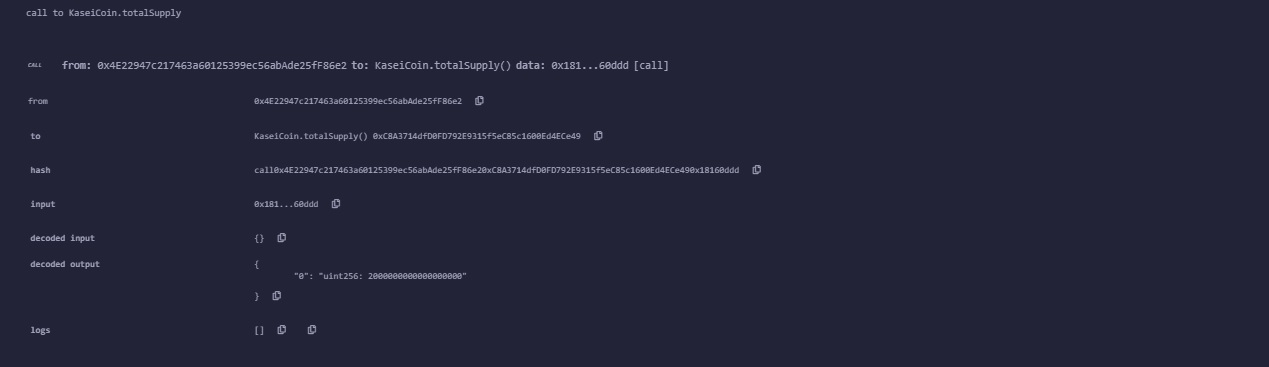 call to KaseiCoin.totalSupply
CALL from: 0x4E22947c217463a60125399ec56abAde25fF86e2 to: KaseiCoin.totalSupply() data: 0x181...60ddd [call]
from 0x4E22947c217463a60125399ec56abAde25fF86e2
to KaseiCoin.totalSupply() 0xC8A3714dfD0FD792E9315f5eC85c1600Ed4ECe49
hash call0x4E22947c217463a60125399ec56abAde25fF86e20xC8A3714dfD0FD792E9315f5eC85c1600Ed4ECe490x18160ddd
input 0x181...60ddd
decoded input {}
decoded output {
"0": "uint256: 2000000000000000000"
}
logs []